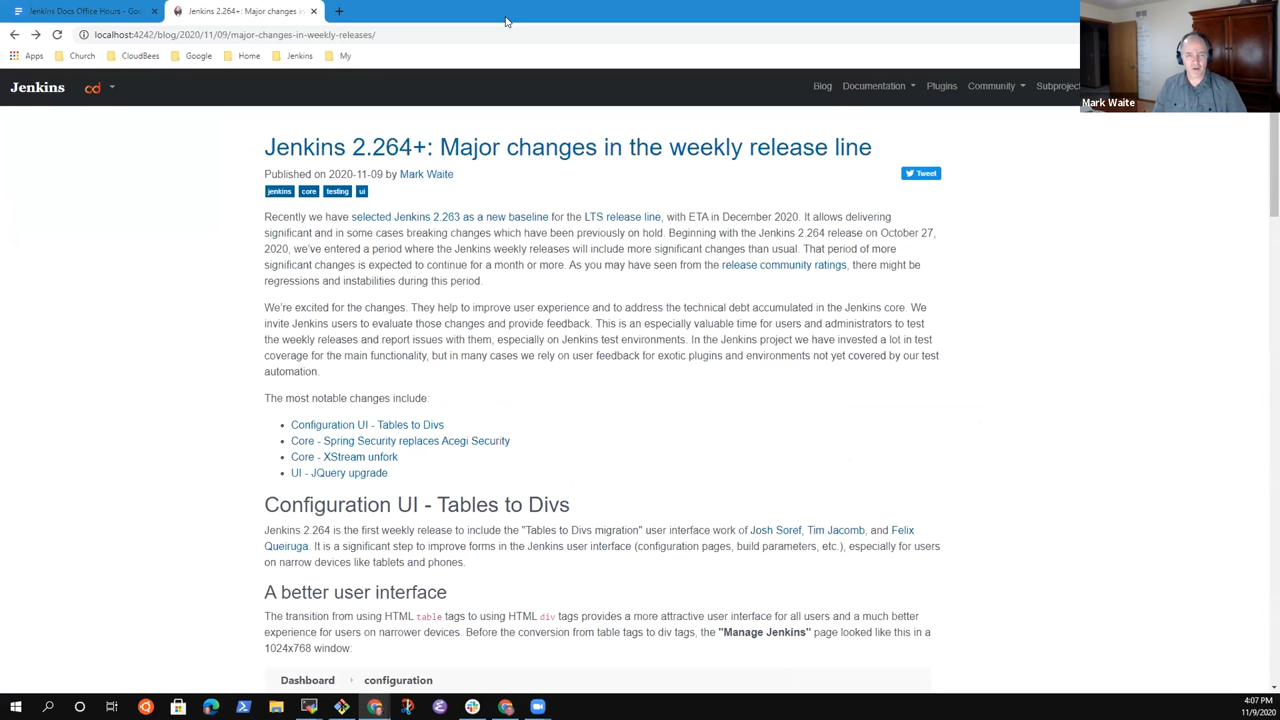 Jenkins Docs Office Hours - Goo
Jenkins 2.264+: Major changes in
localhost:4242/blog/2020/11/09/major-changes-in-weekly-releases/
Apps Church CloudBees Google Home Jenkins My
Jenkins cd Blog Documentation Plugins Community Subproject
Mark Waite
Jenkins 2.264+: Major changes in the weekly release line
Published on 2020-11-09 by Mark Waite
Tweet
jenkins core testing ui
Recently we have selected Jenkins 2.263 as a new baseline for the LTS release line, with ETA in December 2020. It allows delivering
significant and in some cases breaking changes which have been previously on hold. Beginning with the Jenkins 2.264 release on October 27,
2020, we've entered a period where the Jenkins weekly releases will include more significant changes than usual. That period of more
significant changes is expected to continue for a month or more. As you may have seen from the release community ratings, there might be
regressions and instabilities during this period.
We're excited for the changes. They help to improve user experience and to address the technical debt accumulated in the Jenkins core. We
invite Jenkins users to evaluate those changes and provide feedback. This is an especially valuable time for users and administrators to test
the weekly releases and report issues with them, especially on Jenkins test environments. In the Jenkins project we have invested a lot in test
coverage for the main functionality, but in many cases we rely on user feedback for exotic plugins and environments not yet covered by our test
automation.
The most notable changes include:
• Configuration UI - Tables to Divs
• Core - Spring Security replaces Acegi Security
• Core - XStream unfork
• UI - JQuery upgrade
Configuration UI - Tables to Divs
Jenkins 2.264 is the first weekly release to include the "Tables to Divs migration" user interface work of Josh Soref, Tim Jacomb, and Felix
Queiruga. It is a significant step to improve forms in the Jenkins user interface (configuration pages, build parameters, etc.), especially for users
on narrow devices like tablets and phones.
A better user interface
The transition from using HTML table tags to using HTML div tags provides a more attractive user interface for all users and a much better
experience for users on narrower devices. Before the conversion from table tags to div tags, the "Manage Jenkins" page looked like this in a
1024x768 window:
Dashboard › configuration
4:07 PM
11/9/2020